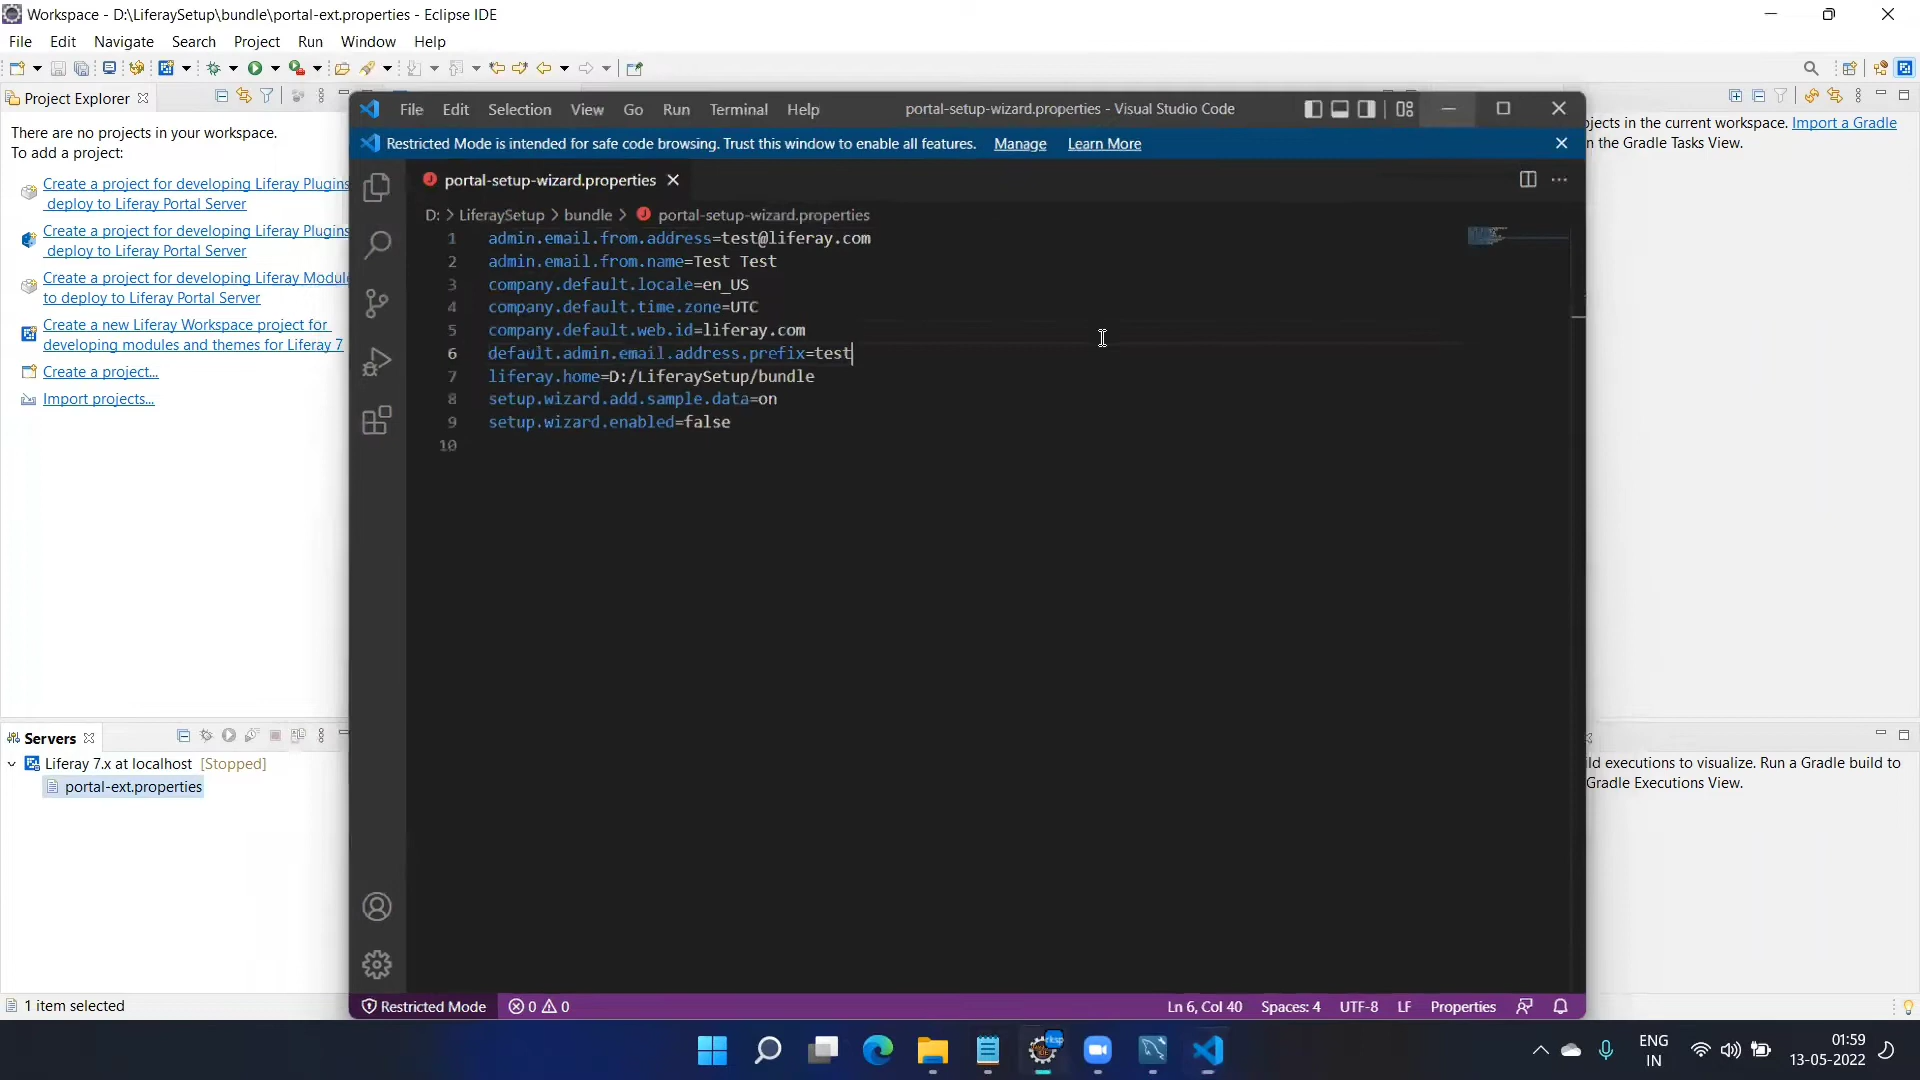 Workspace - D:\LiferaySetup\bundle\portal-ext.properties - Eclipse IDE
File Edit Navigate Search Project Run Window Help
Project Explorer
There are no projects in your workspace.
To add a project:
Create a project for developing Liferay Plugins
deploy to Liferay Portal Server
Create a project for developing Liferay Plugins
deploy to Liferay Portal Server
Create a project for developing Liferay Modul
to deploy to Liferay Portal Server
Create a new Liferay Workspace project for
developing modules and themes for Liferay 7
Create a project...
Import projects...
File Edit Selection View Go Run Terminal Help
portal-setup-wizard.properties - Visual Studio Code
Restricted Mode is intended for safe code browsing. Trust this window to enable all features. Manage Learn More
portal-setup-wizard.properties
D: > LiferaySetup > bundle > portal-setup-wizard.properties
1 admin.email.from.address=test@liferay.com
2 admin.email.from.name=Test Test
3 company.default.locale=en_US
4 company.default.time.zone=UTC
5 company.default.web.id=liferay.com
6 default.admin.email.address.prefix=test
7 liferay.home=D:/LiferaySetup/bundle
8 setup.wizard.add.sample.data=on
9 setup.wizard.enabled=false
10
Restricted Mode 0 0
Ln 6, Col 40 Spaces: 4 UTF-8 LF Properties
jects in the current workspace. Import a Gradle
n the Gradle Tasks View.
Servers
Liferay 7.x at localhost [Stopped]
portal-ext.properties
ild executions to visualize. Run a Gradle build to
Gradle Executions View.
1 item selected
ENG
IN
01:59
13-05-2022